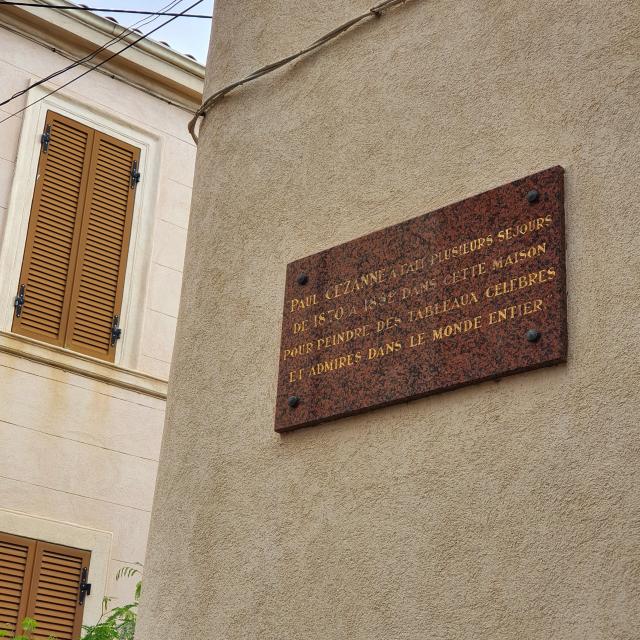 PAUL CEZANNE A FAIT PLUSIEURS SEJOURS
DE 1870 A 1886 DANS CETTE MAISON
POUR PEINDRE DES TABLEAUX CELEBRES
ET ADMIRES DANS LE MONDE ENTIER